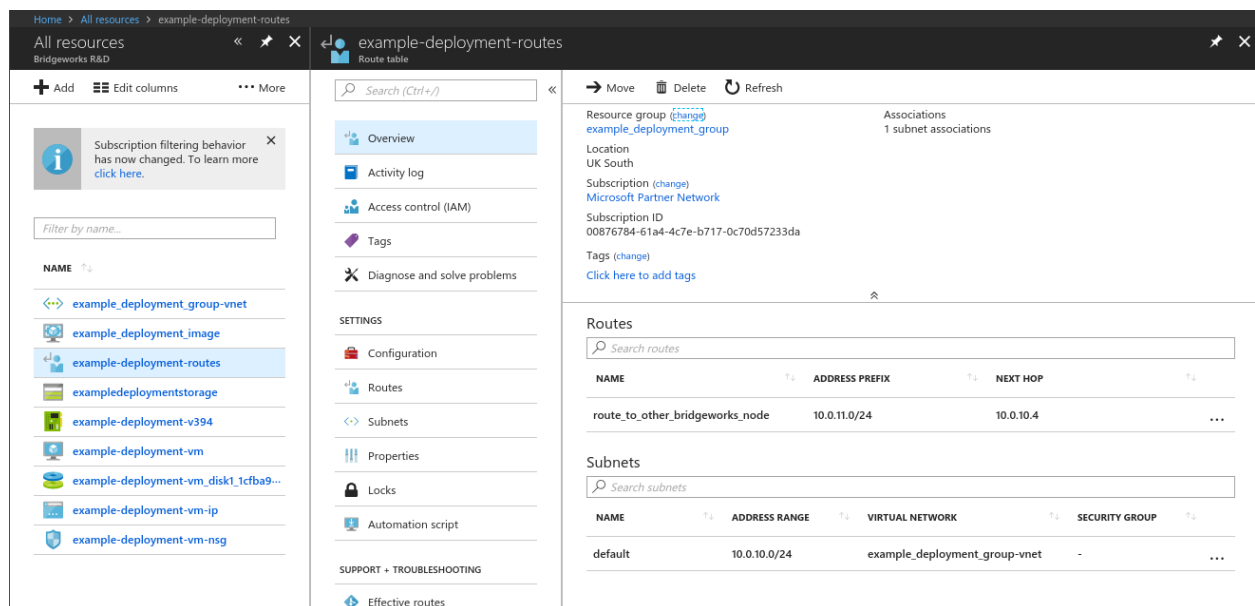 Home > All resources > example-deployment-routes
All resources
Bridgeworks R&D
Add Edit columns More
Subscription filtering behavior
has now changed. To learn more
click here.
Filter by name...
NAME
example_deployment_group-vnet
example_deployment_image
example-deployment-routes
exampledeploymentstorage
example-deployment-v394
example-deployment-vm
example-deployment-vm_disk1_1cfba9···
example-deployment-vm-ip
example-deployment-vm-nsg
example-deployment-routes
Route table
Search (Ctrl+/)
Overview
Activity log
Access control (IAM)
Tags
Diagnose and solve problems
SETTINGS
Configuration
Routes
Subnets
Properties
Locks
Automation script
SUPPORT + TROUBLESHOOTING
Effective routes
Move Delete Refresh
Resource group (change)
example_deployment_group
Location
UK South
Subscription (change)
Microsoft Partner Network
Subscription ID
00876784-61a4-4c7e-b717-0c70d57233da
Tags (change)
Click here to add tags
Associations
1 subnet associations
Routes
Search routes
NAME ADDRESS PREFIX NEXT HOP
route_to_other_bridgeworks_node 10.0.11.0/24 10.0.10.4
Subnets
Search subnets
NAME ADDRESS RANGE VIRTUAL NETWORK SECURITY GROUP
default 10.0.10.0/24 example_deployment_group-vnet -